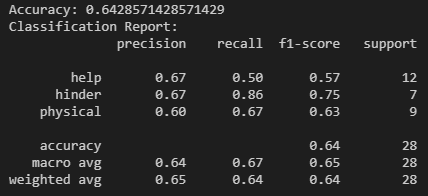 Accuracy: 0.6428571428571429
Classification Report:
precision recall f1-score support
help 0.67 0.50 0.57 12
hinder 0.67 0.86 0.75 7
physical 0.60 0.67 0.63 9
accuracy 0.64 28
macro avg 0.64 0.67 0.65 28
weighted avg 0.65 0.64 0.64 28